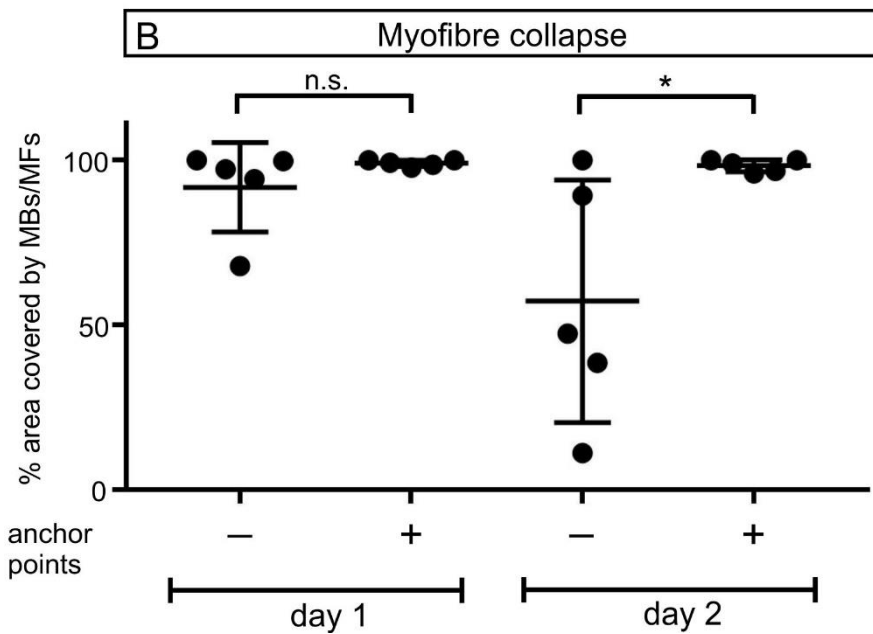 B Myofibre collapse
n.s. *
% area covered by MBs/MFs
100
50
0
anchor points
– + – +
day 1 day 2